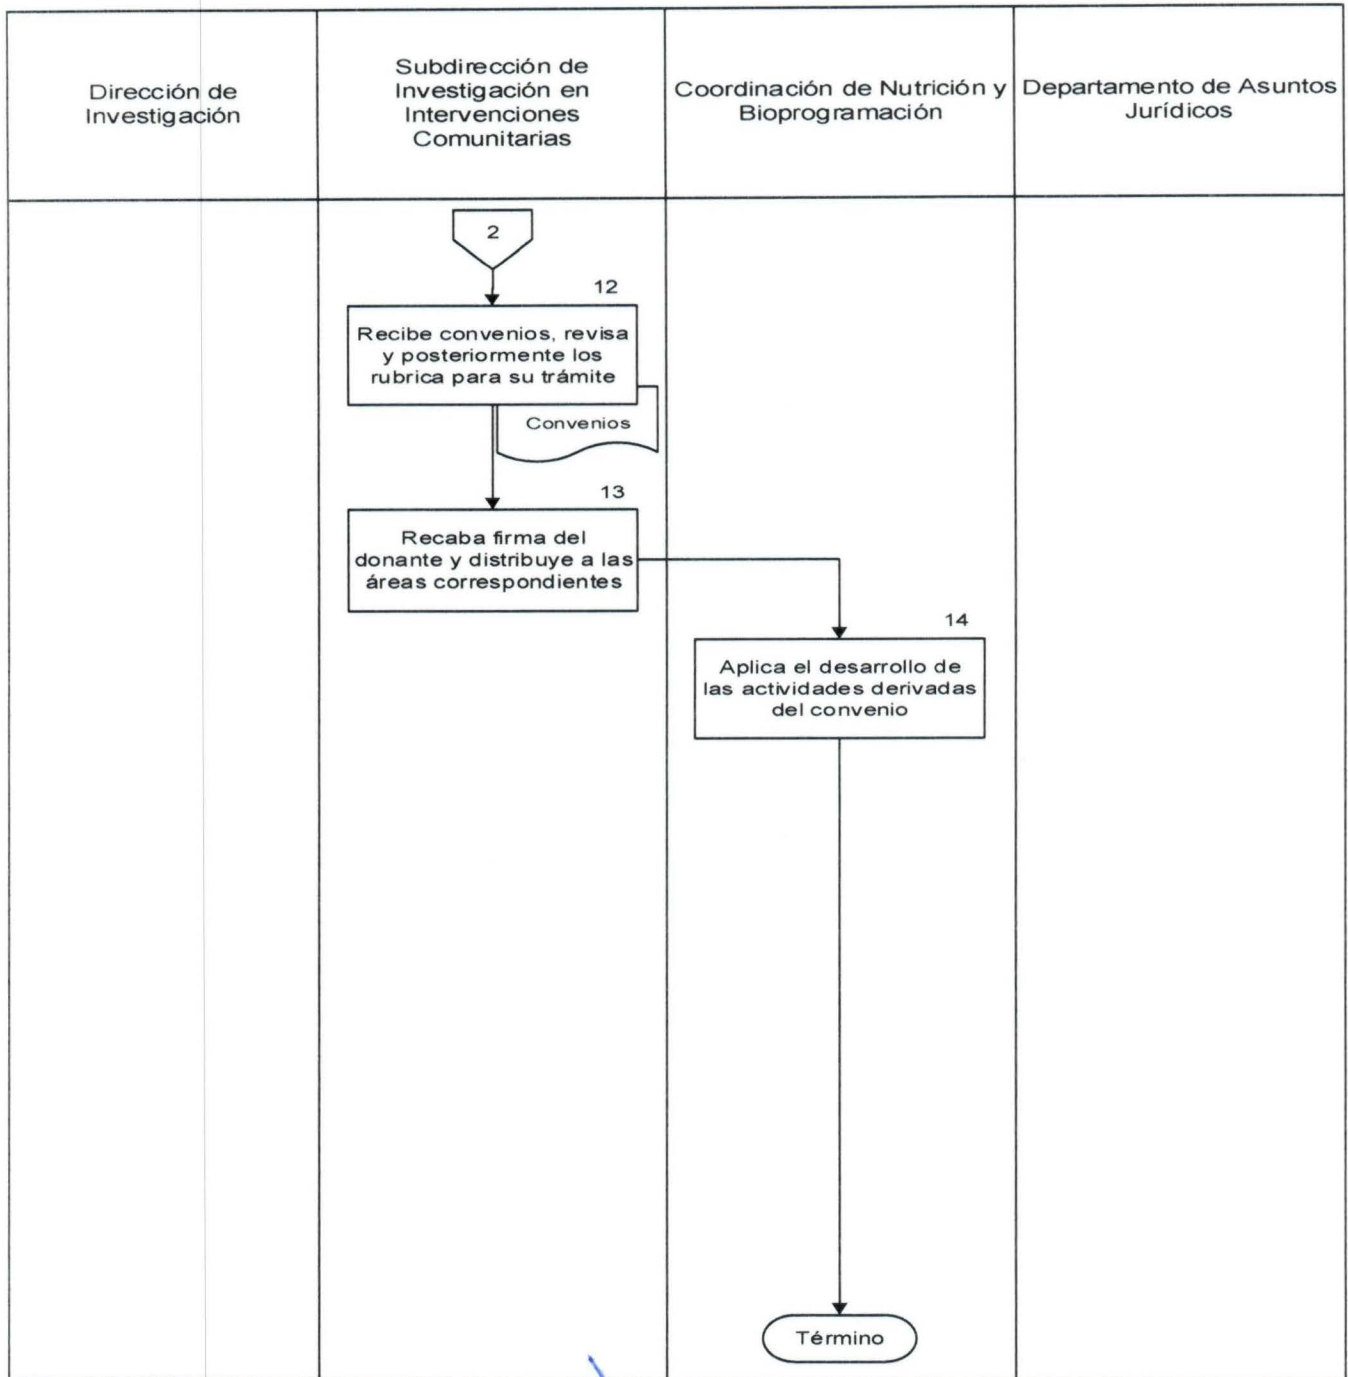 Dirección de
Investigación
Subdirección de
Investigación en
Intervenciones
Comunitarias
Coordinación de Nutrición y
Bioprogramación
Departamento de Asuntos
Jurídicos
2
12
Recibe convenios, revisa
y posteriormente los
rubrica para su trámite
Convenios
13
Recaba firma del
donante y distribuye a las
áreas correspondientes
14
Aplica el desarrollo de
las actividades derivadas
del convenio
Término